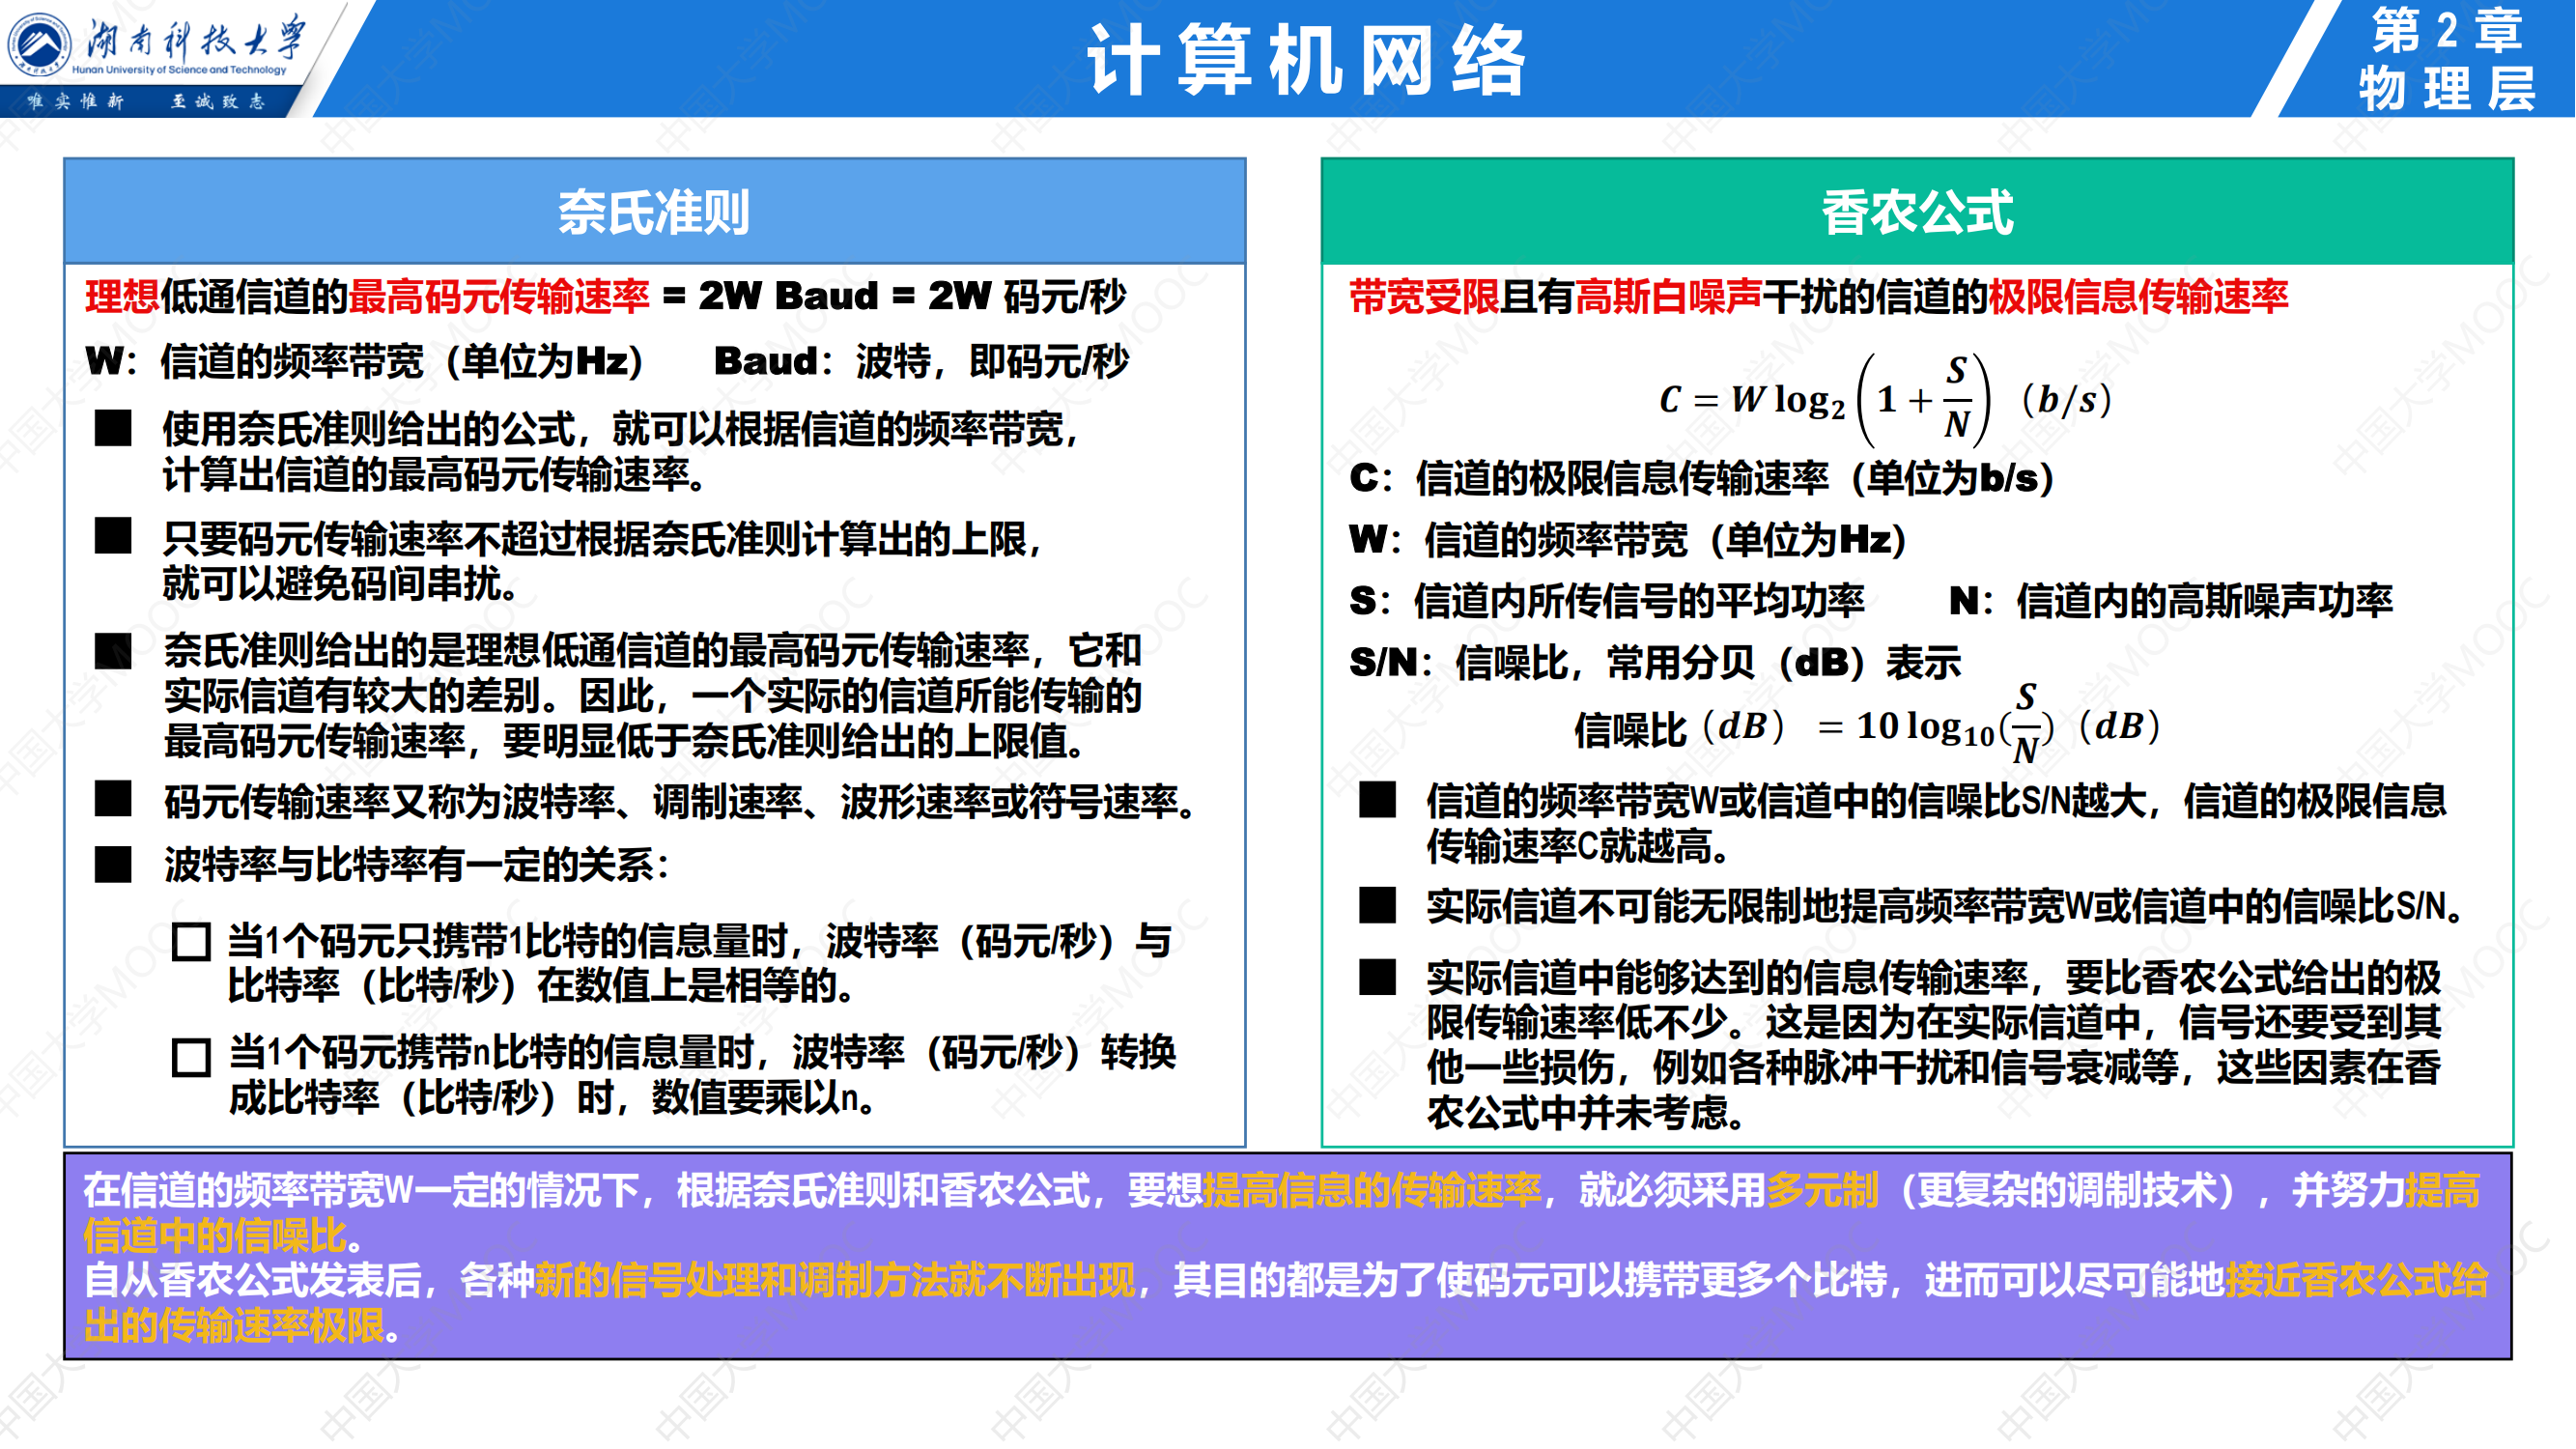 湖南科技大学
Hunan University of Science and Technology
唯实惟新 至诚致志
计算机网络
第2章
物理层
奈氏准则
理想低通信道的最高码元传输速率 = 2W Baud = 2W 码元/秒
W：信道的频率带宽（单位为Hz） Baud：波特，即码元/秒
■ 使用奈氏准则给出的公式，就可以根据信道的频率带宽，
计算出信道的最高码元传输速率。
■ 只要码元传输速率不超过根据奈氏准则计算出的上限，
就可以避免码间串扰。
■ 奈氏准则给出的是理想低通信道的最高码元传输速率，它和
实际信道有较大的差别。因此，一个实际的信道所能传输的
最高码元传输速率，要明显低于奈氏准则给出的上限值。
■ 码元传输速率又称为波特率、调制速率、波形速率或符号速率。
■ 波特率与比特率有一定的关系：
□ 当1个码元只携带1比特的信息量时，波特率（码元/秒）与
比特率（比特/秒）在数值上是相等的。
□ 当1个码元携带n比特的信息量时，波特率（码元/秒）转换
成比特率（比特/秒）时，数值要乘以n。
香农公式
带宽受限且有高斯白噪声干扰的信道的极限信息传输速率
C = W log₂(1 + S/N)（b/s）
C：信道的极限信息传输速率（单位为b/s）
W：信道的频率带宽（单位为Hz）
S：信道内所传信号的平均功率 N：信道内的高斯噪声功率
S/N：信噪比，常用分贝（dB）表示
信噪比（dB） = 10 log₁₀(S/N)（dB）
■ 信道的频率带宽W或信道中的信噪比S/N越大，信道的极限信息
传输速率C就越高。
■ 实际信道不可能无限制地提高频率带宽W或信道中的信噪比S/N。
■ 实际信道中能够达到的信息传输速率，要比香农公式给出的极
限传输速率低不少。这是因为在实际信道中，信号还要受到其
他一些损伤，例如各种脉冲干扰和信号衰减等，这些因素在香
农公式中并未考虑。
在信道的频率带宽W一定的情况下，根据奈氏准则和香农公式，要想提高信息的传输速率，就必须采用多元制（更复杂的调制技术），并努力提高
信道中的信噪比。
自从香农公式发表后，各种新的信号处理和调制方法就不断出现，其目的都是为了使码元可以携带更多个比特，进而可以尽可能地接近香农公式给
出的传输速率极限。
中国大学MOOC